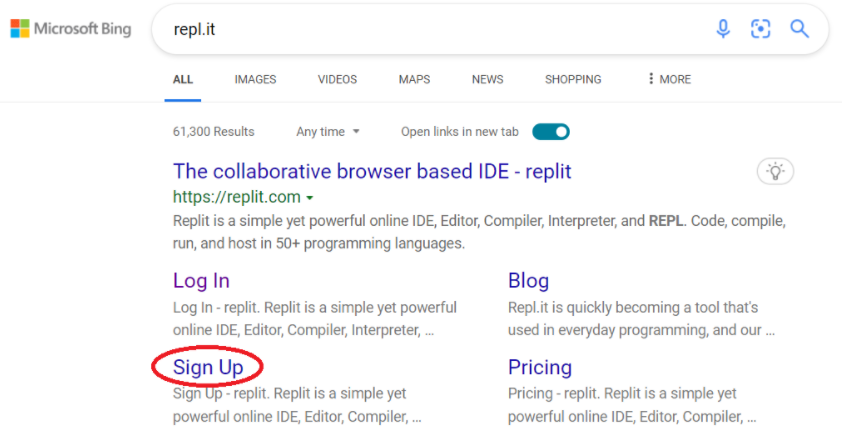 Microsoft Bing
repl.it
ALL IMAGES VIDEOS MAPS NEWS SHOPPING MORE
61,300 Results Any time Open links in new tab
The collaborative browser based IDE - replit
https://replit.com
Replit is a simple yet powerful online IDE, Editor, Compiler, Interpreter, and REPL. Code, compile,
run, and host in 50+ programming languages.
Log In
Log In - replit. Replit is a simple yet powerful
online IDE, Editor, Compiler, Interpreter, ...
Blog
Repl.it is quickly becoming a tool that's
used in everyday programming, and our ...
Sign Up
Sign Up - replit. Replit is a simple yet
powerful online IDE, Editor, Compiler, ...
Pricing
Pricing - replit. Replit is a simple yet
powerful online IDE, Editor, Compiler, ...